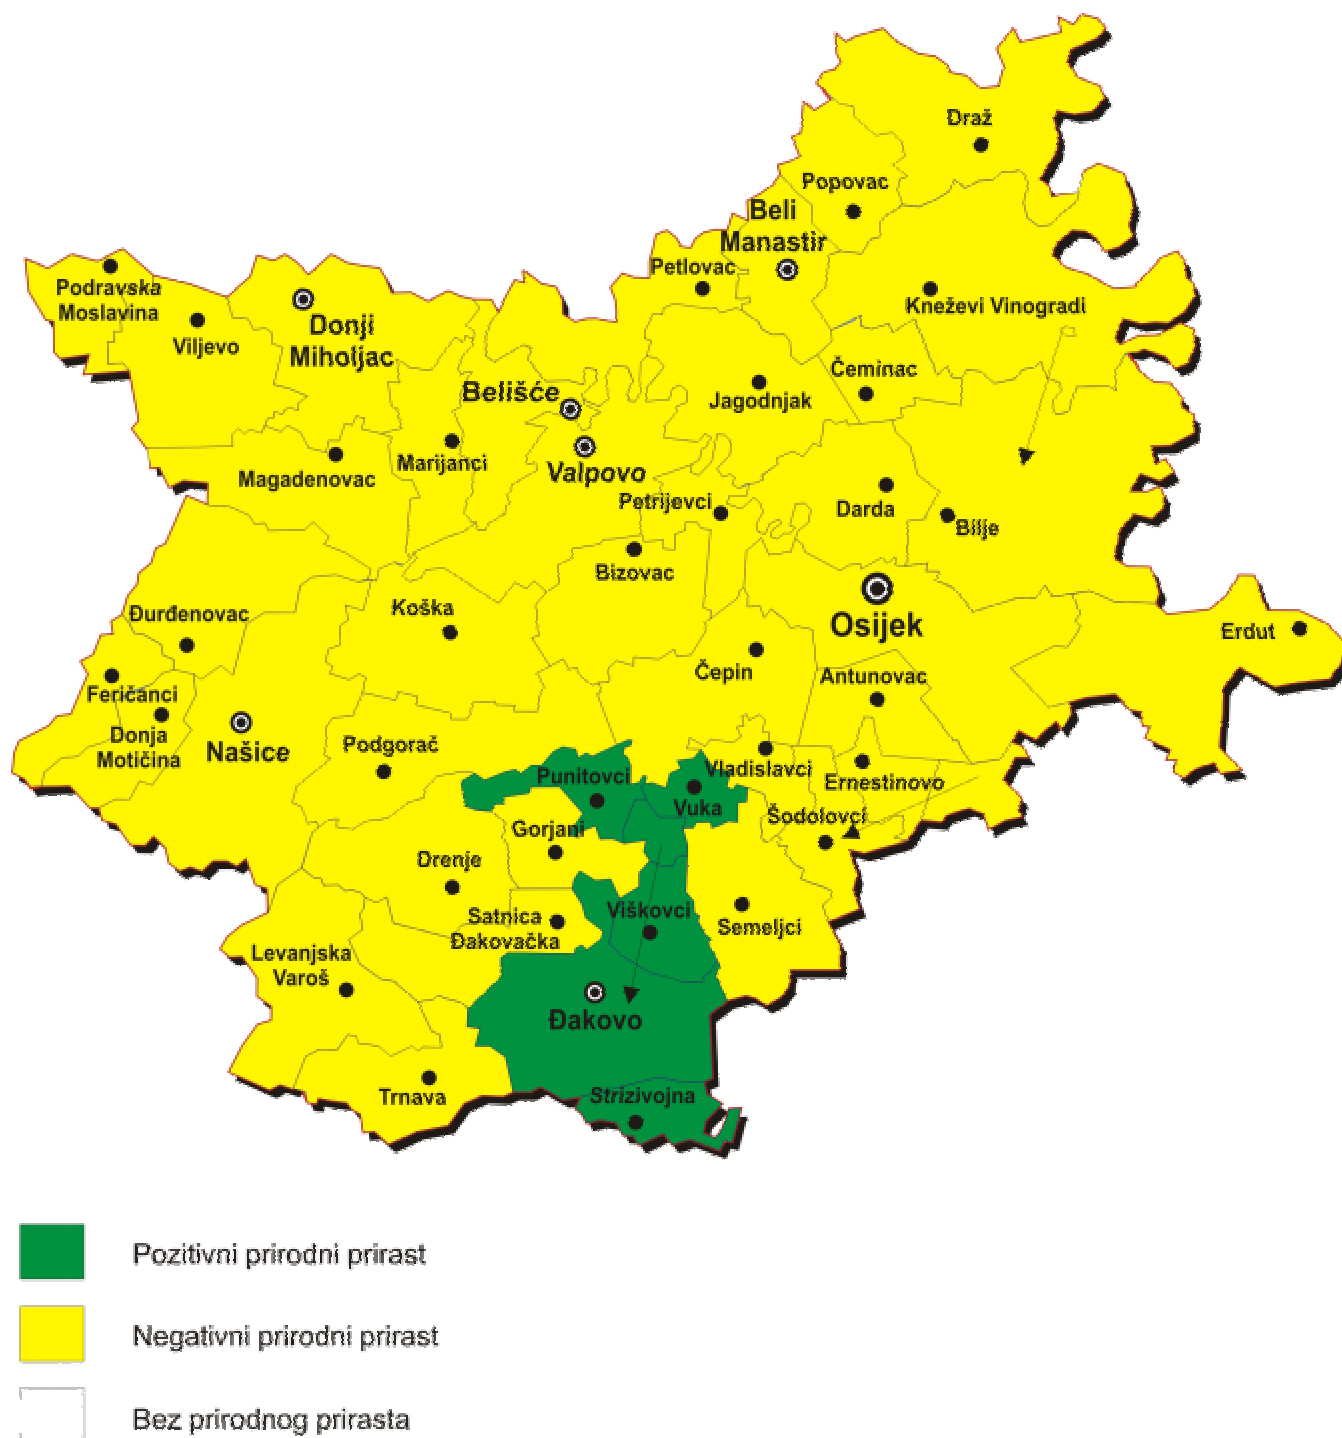 Draž
Popovac
Beli
Manastir
Petlovac
Kneževi Vinogradi
Podravska
Moslavina
Viljevo
Donji
Miholjac
Čeminac
Belišće
Jagodnjak
Marijanci
Magadenovac
Valpovo
Petrijevci
Darda
Bilje
Bizovac
Koška
Đurđenovac
Osijek
Erdut
Čepin
Antunovac
Feričanci
Donja
Motičina
Našice
Podgorač
Punitovci
Vladislavci
Ernestinovo
Vuka
Šodolovci
Gorjani
Drenje
Satnica
Đakovačka
Viškovci
Semeljci
Levanjska
Varoš
Đakovo
Trnava
Strizivojna
Pozitivni prirodni prirast
Negativni prirodni prirast
Bez prirodnog prirasta